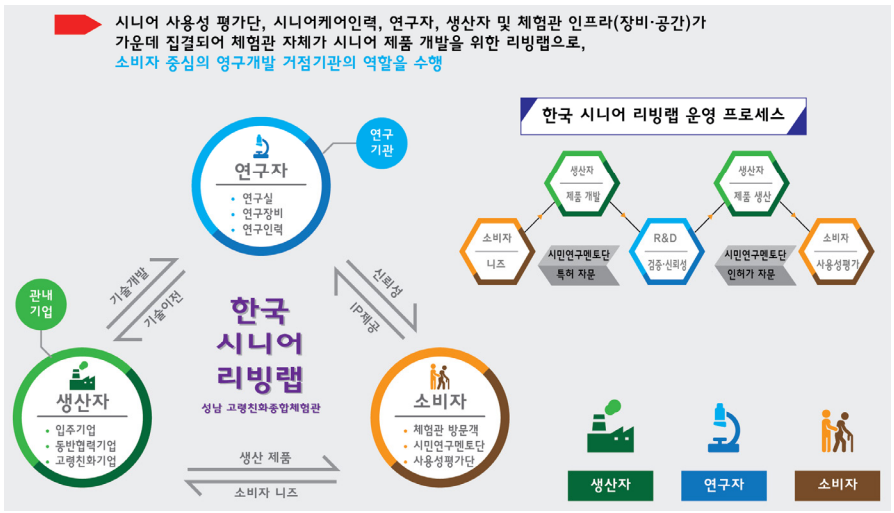 시니어 사용성 평가단, 시니어케어인력, 연구자, 생산자 및 체험관 인프라(장비·공간)가
가운데 집결되어 체험관 자체가 시니어 제품 개발을 위한 리빙랩으로,
소비자 중심의 영구개발 거점기관의 역할을 수행
연구
기관
연구자
• 연구실
• 연구장비
• 연구인력
기술개발
기술이전
신뢰성
IP제공
관내
기업
한국
시니어
리빙랩
성남 고령친화종합체험관
생산자
• 입주기업
• 동반협력기업
• 고령친화기업
생산 제품
소비자 니즈
소비자
• 체험관 방문객
• 시민연구멘토단
• 사용성평가단
한국 시니어 리빙랩 운영 프로세스
소비자
니즈
생산자
제품 개발
시민연구멘토단
특허 자문
R&D
검증·신뢰성
생산자
제품 생산
시민연구멘토단
인허가 자문
소비자
사용성평가
생산자
연구자
소비자